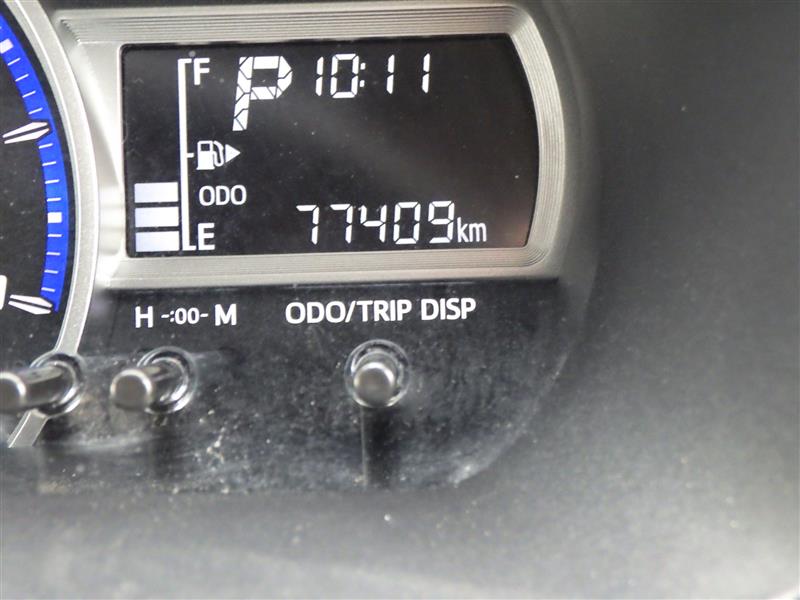 F P 10:11
ODO
E 77409km
H -:00- M ODO/TRIP DISP